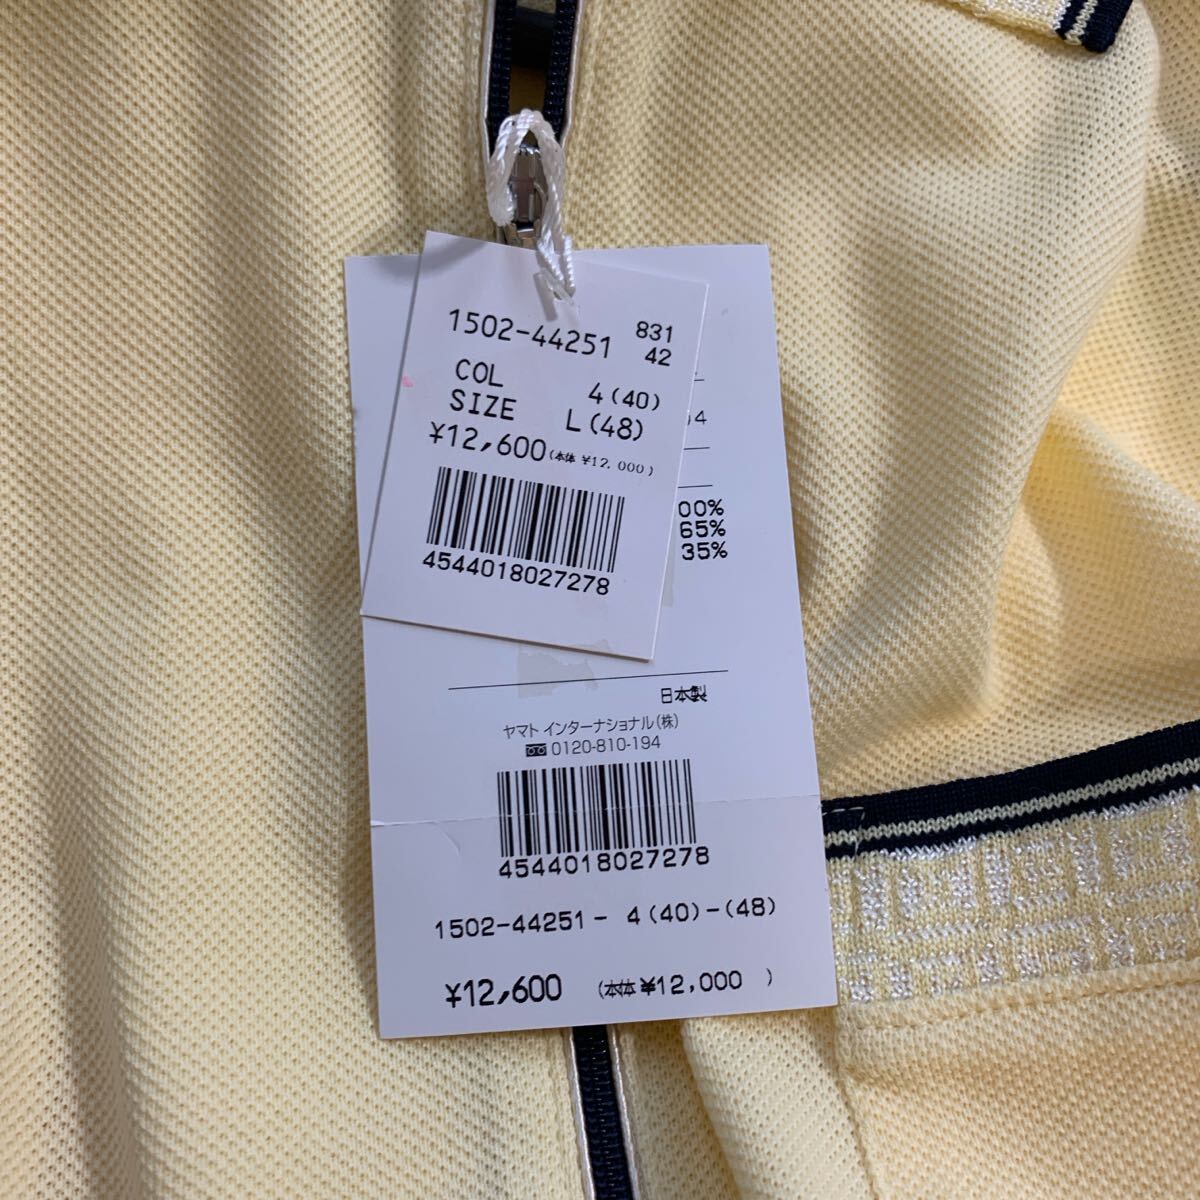 1502-44251 831
42
COL 4(40)
SIZE L(48)
¥12,600(本体 ¥12,000)
4544018027278
4
00%
65%
35%
日本製
ヤマト インターナショナル(株)
0120-810-194
4544018027278
1502-44251- 4(40)-(48)
¥12,600 (本体¥12,000 )